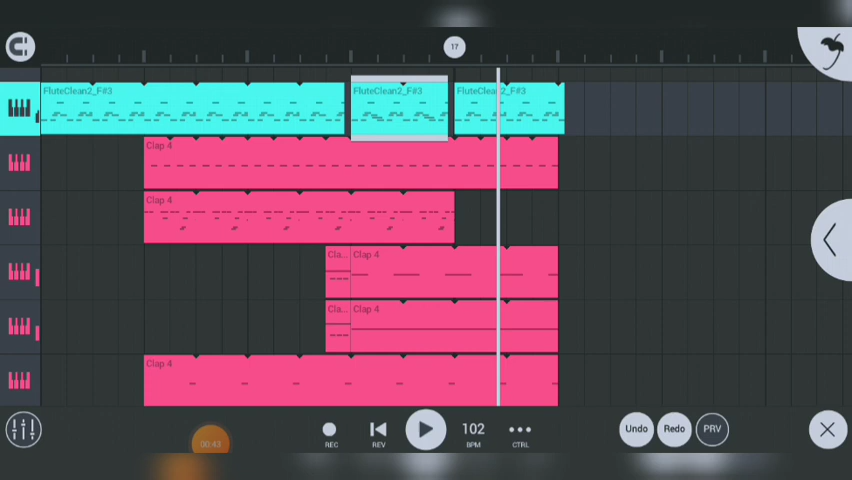 17
FluteClean2_F#3
FluteClean2_F#3
FluteClean2_F#3
Clap 4
Clap 4
Cla...
Clap 4
Cla...
Clap 4
Clap 4
00:43
REC
REV
102
BPM
CTRL
Undo
Redo
PRV